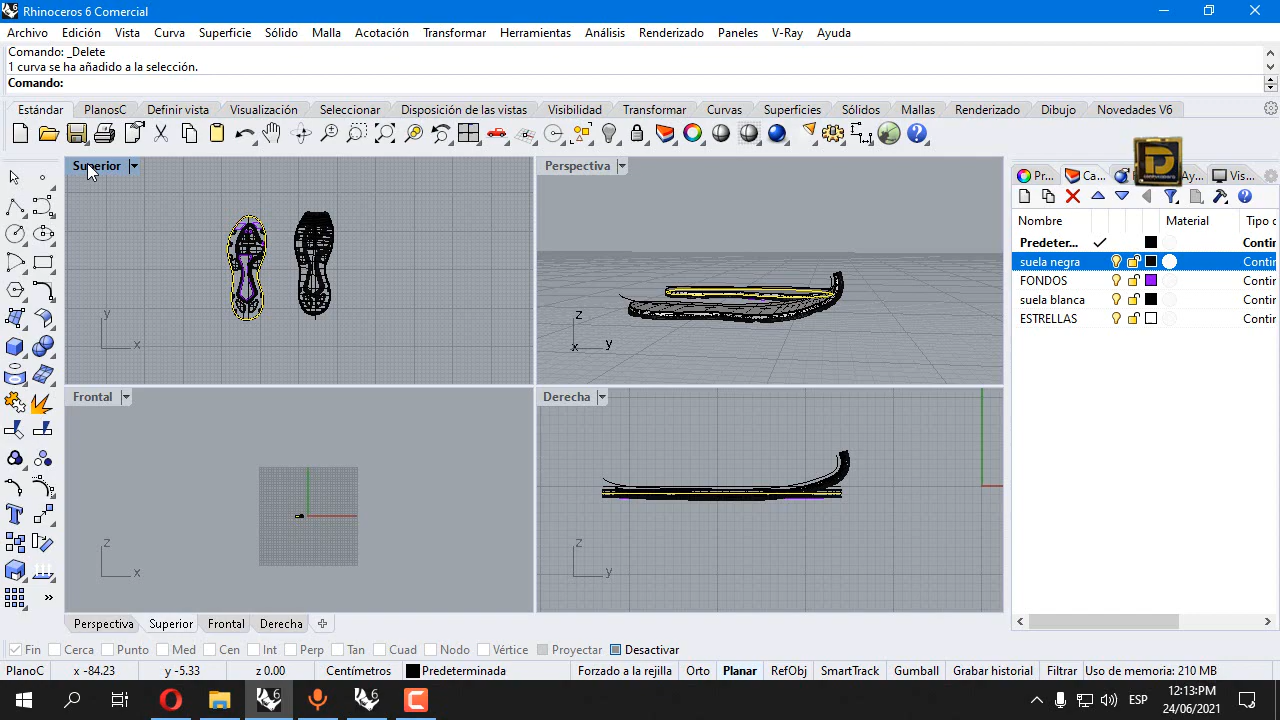 Rhinoceros 6 Comercial
Archivo Edición Vista Curva Superficie Sólido Malla Acotación Transformar Herramientas Análisis Renderizado Paneles V-Ray Ayuda
Comando: _Delete
1 curva se ha añadido a la selección.
Comando:
Estándar PlanosC Definir vista Visualización Seleccionar Disposición de las vistas Visibilidad Transformar Curvas Superficies Sólidos Mallas Renderizado Dibujo Novedades V6
Superior Perspectiva
Pr... Ca... Ay... Vis...
Nombre Material Tipo c
Predeter... Contir
suela negra Contir
FONDOS Contir
suela blanca Contir
ESTRELLAS Contir
y x
z x y
Frontal Derecha
z x
z y
Perspectiva Superior Frontal Derecha
Fin Cerca Punto Med Cen Int Perp Tan Cuad Nodo Vértice Proyectar Desactivar
PlanoC x -84.23 y -5.33 z 0.00 Centímetros Predeterminada Forzado a la rejilla Orto Planar RefObj SmartTrack Gumball Grabar historial Filtrar Uso de memoria: 210 MB
ESP 12:13PM
24/06/2021